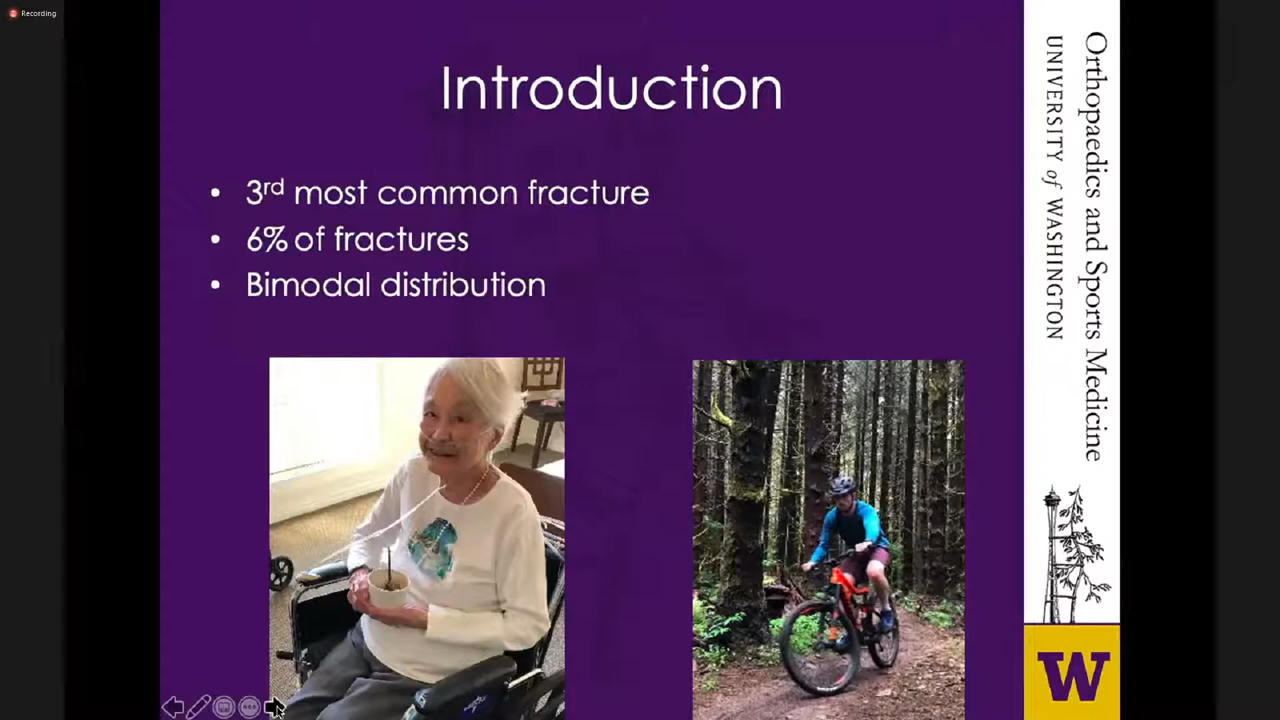 Recording
Introduction
• 3rd most common fracture
• 6% of fractures
• Bimodal distribution
Orthopaedics and Sports Medicine
UNIVERSITY of WASHINGTON
W